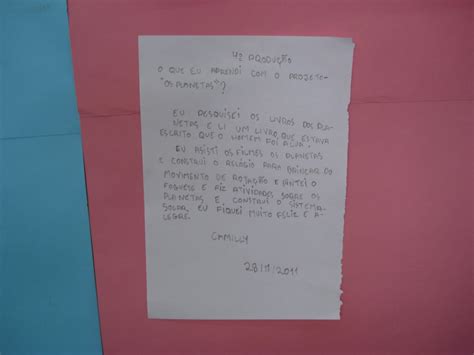 4ª PRODUÇÃO
O QUE EU APRENDI COM O PROJETO-
"OS PLANETAS"?
EU PESQUISEI OS LIVROS DOS PLA-
NETAS E LI UM LIVRO QUE ESTAVA
ESCRITO QUE O HOMEM FOI A LUA.
EU ASISTI OS FILMES OS PLANETAS
E CONSTRUI O RELÓGIO PARA BRINCAR DO
MOVIMENTO DE ROTAÇÃO E PINTEI O
FOGUETE E FIZ ATIVIDADES SOBRE OS
PLANETAS E CONSTRUI O SISTEMA
SOLAR. EU FIQUEI MUITO FELIZ E A-
LEGRE.
CAMILLY
28/11/2011